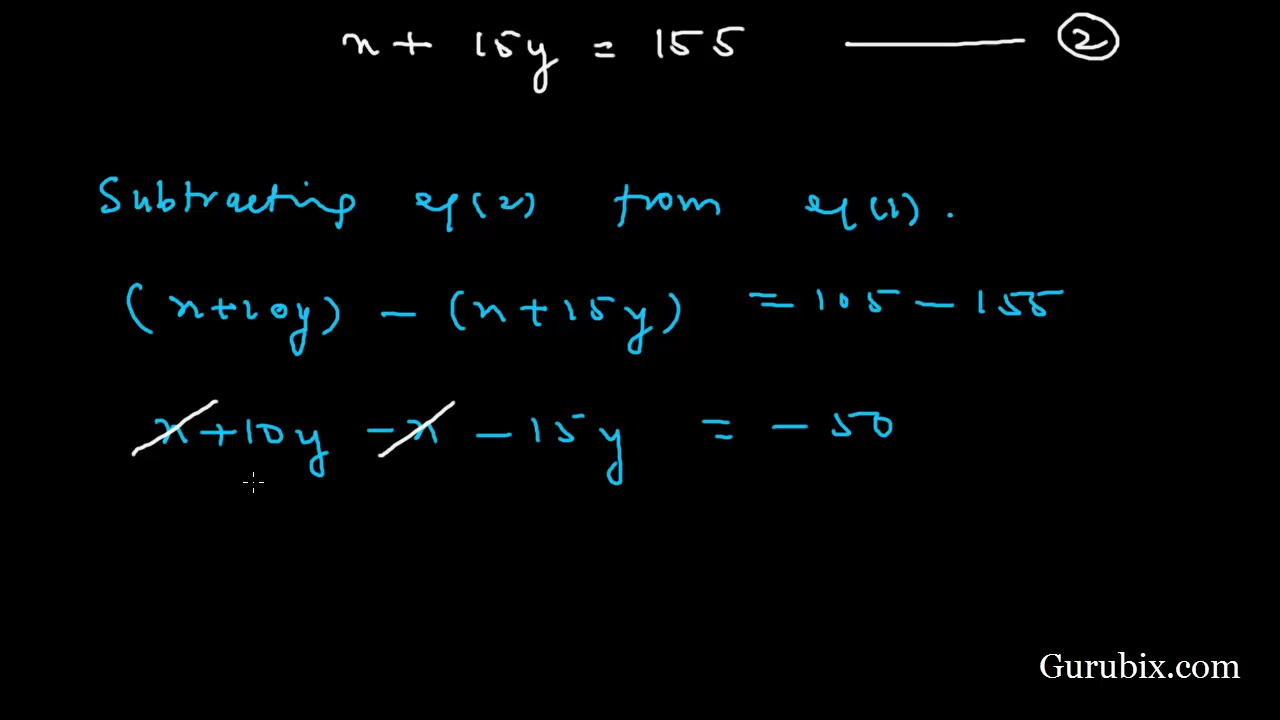 x + 15y = 155 ——— ②
Subtracting eq(2) from eq(1).
(x+10y) - (x+15y) = 105 - 155
x + 10y - x - 15y = - 50
Gurubix.com